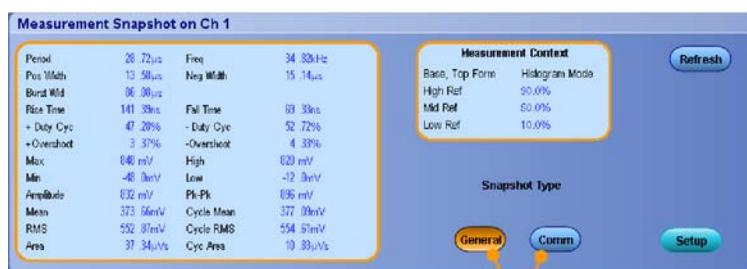 Measurement Snapshot on Ch 1
Period 28.72µs Freq 34.82kHz
Pos Width 13.58µs Neg Width 15.14µs
Burst Wid
Rise Time 141.39ns Fall Time 69.33ns
+ Duty Cyc 47.28% - Duty Cyc 52.72%
+Overshoot 3.37% -Overshoot 4.33%
Max 848 mV High 820 mV
Min -48.0mV Low -12.0mV
Amplitude 832 mV Pk-Pk 896 mV
Mean 373.66mV Cycle Mean 377.09mV
RMS 552.87mV Cycle RMS 554.61mV
Area 37.34µVs Cyc Area 10.83µVs
Measurement Context
Base, Top Form Histogram Mode
High Ref 90.0%
Mid Ref 50.0%
Low Ref 10.0%
Refresh
Snapshot Type
General Comm Setup